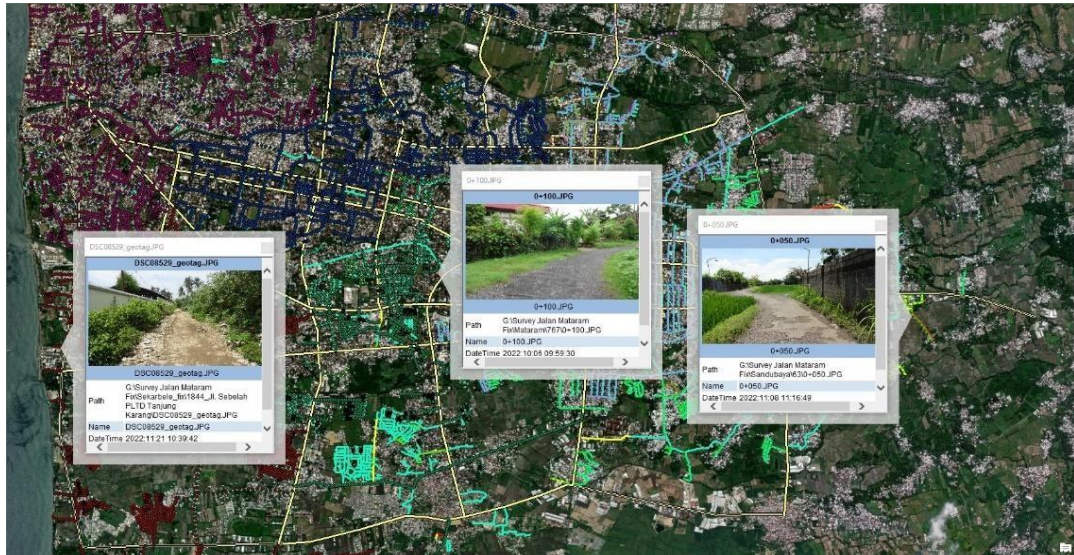 DSC08529_geotag.JPG
DSC08529_geotag.JPG
DSC08529_geotag.JPG
Path
G:\Survey Jalan Mataram
Fix\Sekarbele_fix\1844_Jl. Sebelah
PLTD Tanjung
Karang\DSC08529_geotag.JPG
Name DSC08529_geotag.JPG
DateTime 2022:11:21 10:39:42
0+100.JPG
0+100.JPG
0+100.JPG
Path
G:\Survey Jalan Mataram
Fix\Mataram\767\0+100.JPG
Name 0+100.JPG
DateTime 2022:10:06 09:59:30
0+050.JPG
0+050.JPG
0+050.JPG
Path
G:\Survey Jalan Mataram
Fix\Sandubaya\63\0+050.JPG
Name 0+050.JPG
DateTime 2022:11:08 11:16:49